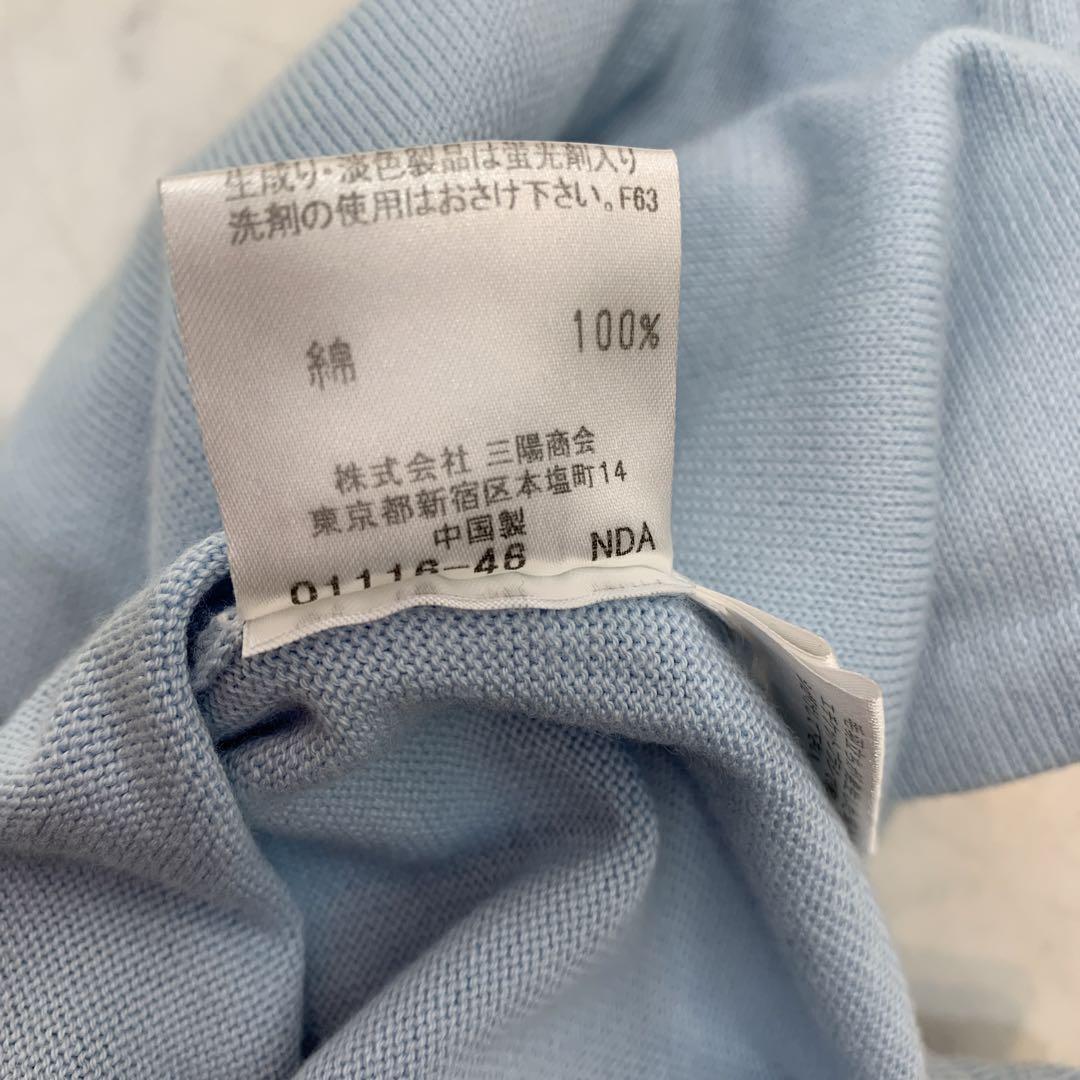 生成り・淡色製品は蛍光剤入り
洗剤の使用はおさけ下さい。F63
綿 100%
株式会社 三陽商会
東京都新宿区本塩町14
中国製
01116-46 NDA